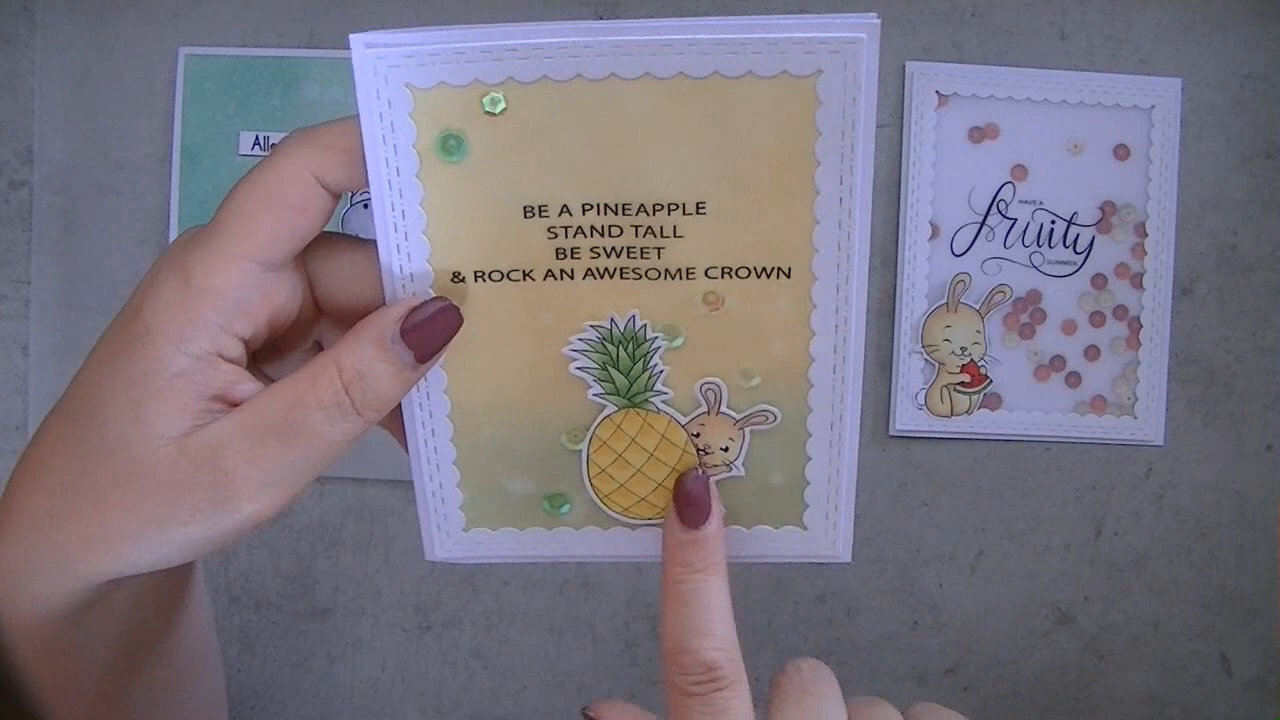 BE A PINEAPPLE
STAND TALL
BE SWEET
& ROCK AN AWESOME CROWN
HAVE A
fruity
SUMMER